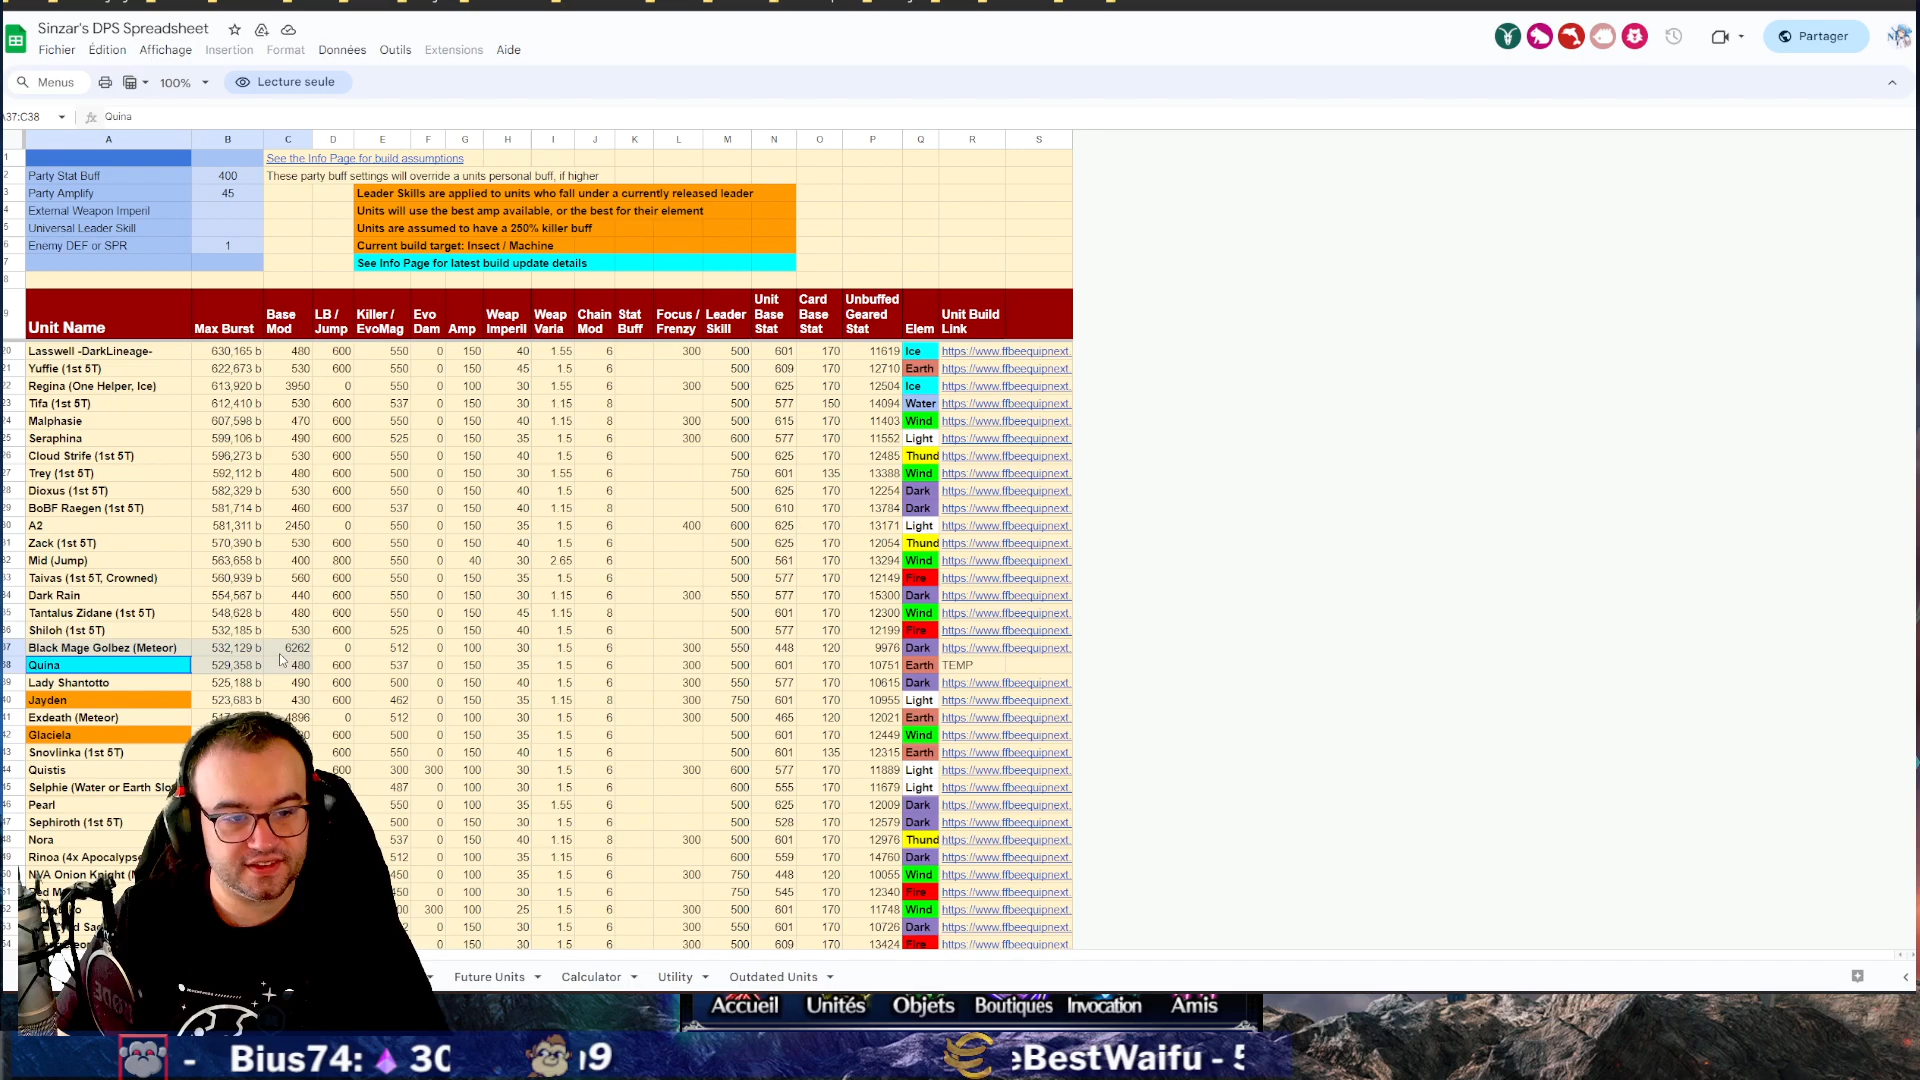 Sinzar's DPS Spreadsheet
Fichier Édition Affichage Insertion Format Données Outils Extensions Aide
Partager
Menus 100% Lecture seule
A37:C38 fx Quina
A B C D E F G H I J K L M N O P Q R S
See the Info Page for build assumptions
Party Stat Buff 400 These party buff settings will override a units personal buff, if higher
Party Amplify 45 Leader Skills are applied to units who fall under a currently released leader
External Weapon Imperil Units will use the best amp available, or the best for their element
Universal Leader Skill Units are assumed to have a 250% killer buff
Enemy DEF or SPR 1 Current build target: Insect / Machine
See Info Page for latest build update details
Unit Name Max Burst Base Mod LB / Jump Killer / EvoMag Evo Dam Amp Weap Imperil Weap Varia Chain Mod Stat Buff Focus / Frenzy Leader Skill Unit Base Stat Card Base Stat Unbuffed Geared Stat Elem Unit Build Link
Lasswell -DarkLineage- 630,165 b 480 600 550 0 150 40 1.55 6 300 500 601 170 11619 Ice https://www.ffbeequipnext.
Yuffie (1st 5T) 622,673 b 530 600 550 0 150 45 1.5 6 500 609 170 12710 Earth https://www.ffbeequipnext.
Regina (One Helper, Ice) 613,920 b 3950 0 550 0 100 30 1.55 6 300 500 625 170 12504 Ice https://www.ffbeequipnext.
Tifa (1st 5T) 612,410 b 530 600 537 0 150 30 1.15 8 500 577 150 14094 Water https://www.ffbeequipnext.
Malphasie 607,598 b 470 600 550 0 150 40 1.15 8 300 500 615 170 11403 Wind https://www.ffbeequipnext.
Seraphina 599,106 b 490 600 525 0 150 35 1.5 6 300 600 577 170 11552 Light https://www.ffbeequipnext.
Cloud Strife (1st 5T) 596,273 b 530 600 550 0 150 40 1.5 6 500 625 170 12485 Thund https://www.ffbeequipnext.
Trey (1st 5T) 592,112 b 480 600 500 0 150 30 1.55 6 750 601 135 13388 Wind https://www.ffbeequipnext.
Dioxus (1st 5T) 582,329 b 530 600 550 0 150 40 1.5 6 500 625 170 12254 Dark https://www.ffbeequipnext.
BoBF Raegen (1st 5T) 581,714 b 460 600 537 0 150 40 1.15 8 500 610 170 13784 Dark https://www.ffbeequipnext.
A2 581,311 b 2450 0 550 0 150 35 1.5 6 400 600 625 170 13171 Light https://www.ffbeequipnext.
Zack (1st 5T) 570,390 b 530 600 550 0 150 40 1.5 6 500 625 170 12054 Thund https://www.ffbeequipnext.
Mid (Jump) 563,658 b 400 800 550 0 40 30 2.65 6 500 561 170 13294 Wind https://www.ffbeequipnext.
Taivas (1st 5T, Crowned) 560,939 b 560 600 550 0 150 35 1.5 6 500 577 170 12149 Fire https://www.ffbeequipnext.
Dark Rain 554,567 b 440 600 550 0 150 30 1.15 8 300 550 577 170 15300 Dark https://www.ffbeequipnext.
Tantalus Zidane (1st 5T) 548,628 b 480 600 550 0 150 45 1.15 8 500 601 170 12300 Wind https://www.ffbeequipnext.
Shiloh (1st 5T) 532,185 b 530 600 525 0 150 40 1.5 6 500 577 170 12199 Fire https://www.ffbeequipnext.
Black Mage Golbez (Meteor) 532,129 b 6262 0 512 0 100 30 1.5 6 300 550 448 120 9976 Dark https://www.ffbeequipnext.
Quina 529,358 b 480 600 537 0 150 35 1.5 6 300 500 601 170 10751 Earth TEMP
Lady Shantotto 525,188 b 490 600 500 0 150 35 1.5 6 300 550 577 170 10615 Dark https://www.ffbeequipnext.
Jayden 523,683 b 430 600 462 0 150 35 1.15 8 300 750 601 170 10955 Light https://www.ffbeequipnext.
Exdeath (Meteor) 4896 0 512 0 100 30 1.5 6 300 500 465 120 12021 Earth https://www.ffbeequipnext.
Glaciela 600 500 0 150 40 1.5 6 500 601 170 12449 Wind https://www.ffbeequipnext.
Snovlinka (1st 5T) 600 550 0 150 40 1.5 6 500 601 135 12315 Earth https://www.ffbeequipnext.
Quistis 600 300 300 100 30 1.5 6 300 600 577 170 11889 Light https://www.ffbeequipnext.
Selphie (Water or Earth 487 0 100 30 1.5 6 600 555 170 11679 Light https://www.ffbeequipnext.
Pearl 550 0 100 35 1.55 6 500 625 170 12009 Dark https://www.ffbeequipnext.
Sephiroth (1st 5T) 500 0 150 30 1.5 6 500 528 170 12579 Dark https://www.ffbeequipnext.
Nora 537 0 150 40 1.15 8 300 500 601 170 12976 Thund https://www.ffbeequipnext.
Rinoa (4x 512 0 100 35 1.15 6 600 559 170 14760 Dark https://www.ffbeequipnext.
NVA Onion Knight 450 0 100 35 1.5 6 300 750 448 120 10055 Wind https://www.ffbeequipnext.
450 0 100 35 1.5 6 750 545 170 12340 Fire https://www.ffbeequipnext.
300 100 25 1.5 6 300 500 601 170 11748 Wind https://www.ffbeequipnext.
0 100 35 1.5 6 300 550 601 170 10726 Dark https://www.ffbeequipnext.
0 150 30 1.5 6 300 500 609 170 13424 Fire https://www.ffbeequipnext.
Future Units Calculator Utility Outdated Units
Accueil Unités Objets Boutiques Invocation Amis
- Bius74: 30
eBestWaifu - 5